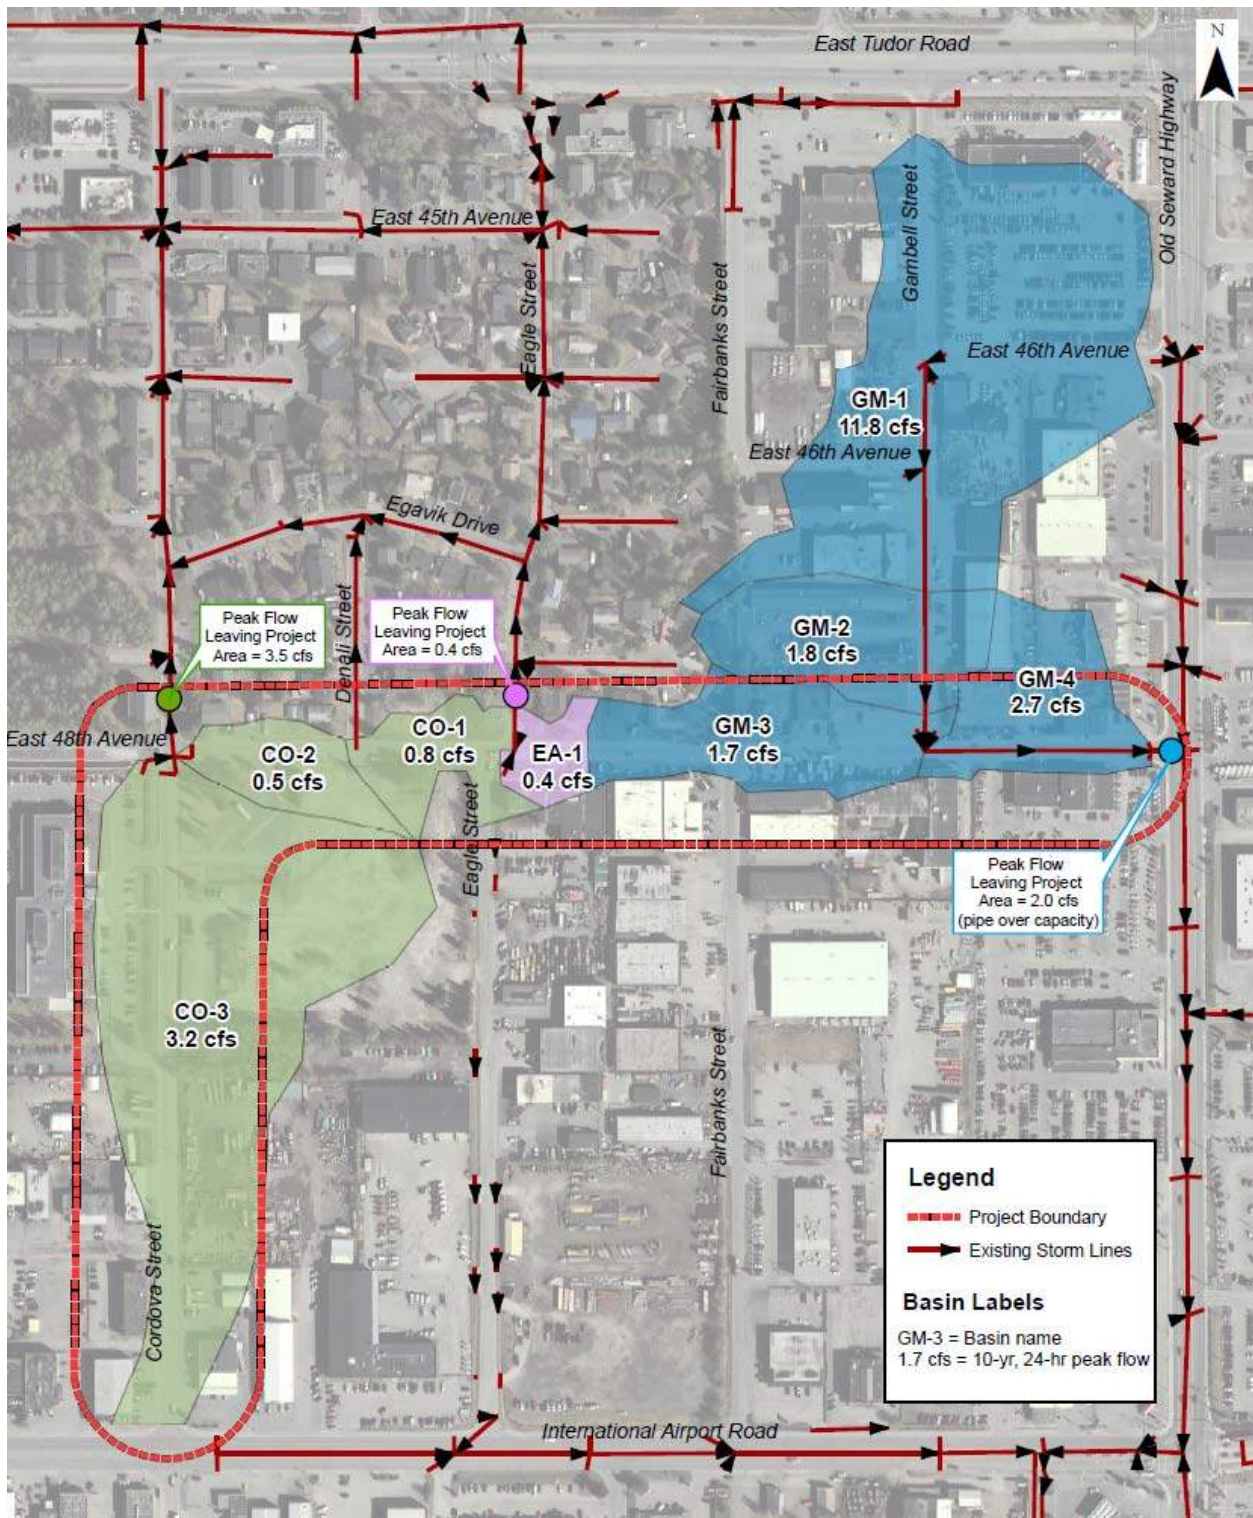 N
East Tudor Road
Old Seward Highway
Gambell Street
East 45th Avenue
Eagle Street
Fairbanks Street
East 46th Avenue
GM-1
11.8 cfs
East 46th Avenue
Egavik Drive
Denali Street
Peak Flow
Leaving Project
Area = 3.5 cfs
Peak Flow
Leaving Project
Area = 0.4 cfs
GM-2
1.8 cfs
GM-4
2.7 cfs
East 48th Avenue
CO-2
0.5 cfs
CO-1
0.8 cfs
EA-1
0.4 cfs
GM-3
1.7 cfs
Eagle Street
Peak Flow
Leaving Project
Area = 2.0 cfs
(pipe over capacity)
CO-3
3.2 cfs
Fairbanks Street
Cordova Street
Legend
Project Boundary
Existing Storm Lines
Basin Labels
GM-3 = Basin name
1.7 cfs = 10-yr, 24-hr peak flow
International Airport Road